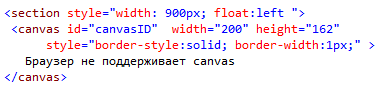 <section style="width: 900px; float:left ">
<canvas id="canvasID"  width="200" height="162"
style="border-style:solid; border-width:1px;" >
Браузер не поддерживает canvas
</canvas>